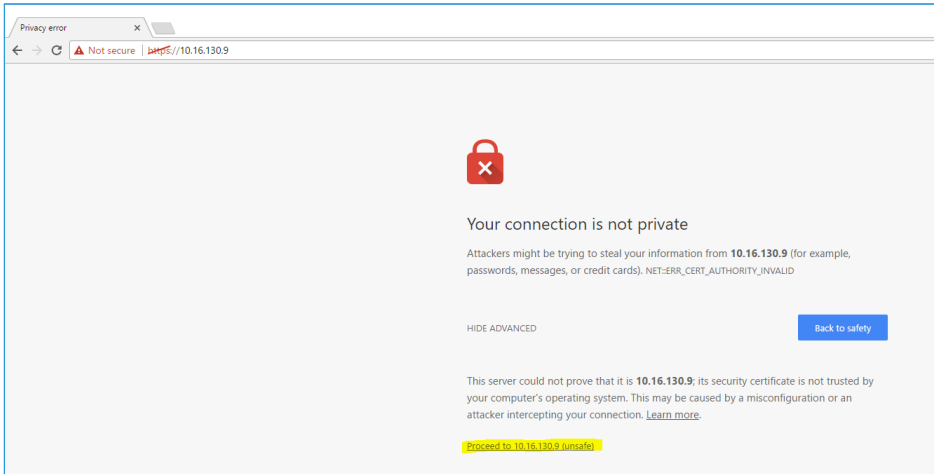 Privacy error
Not secure https://10.16.130.9
Your connection is not private
Attackers might be trying to steal your information from 10.16.130.9 (for example,
passwords, messages, or credit cards). NET::ERR_CERT_AUTHORITY_INVALID
HIDE ADVANCED
Back to safety
This server could not prove that it is 10.16.130.9; its security certificate is not trusted by
your computer's operating system. This may be caused by a misconfiguration or an
attacker intercepting your connection. Learn more.
Proceed to 10.16.130.9 (unsafe)